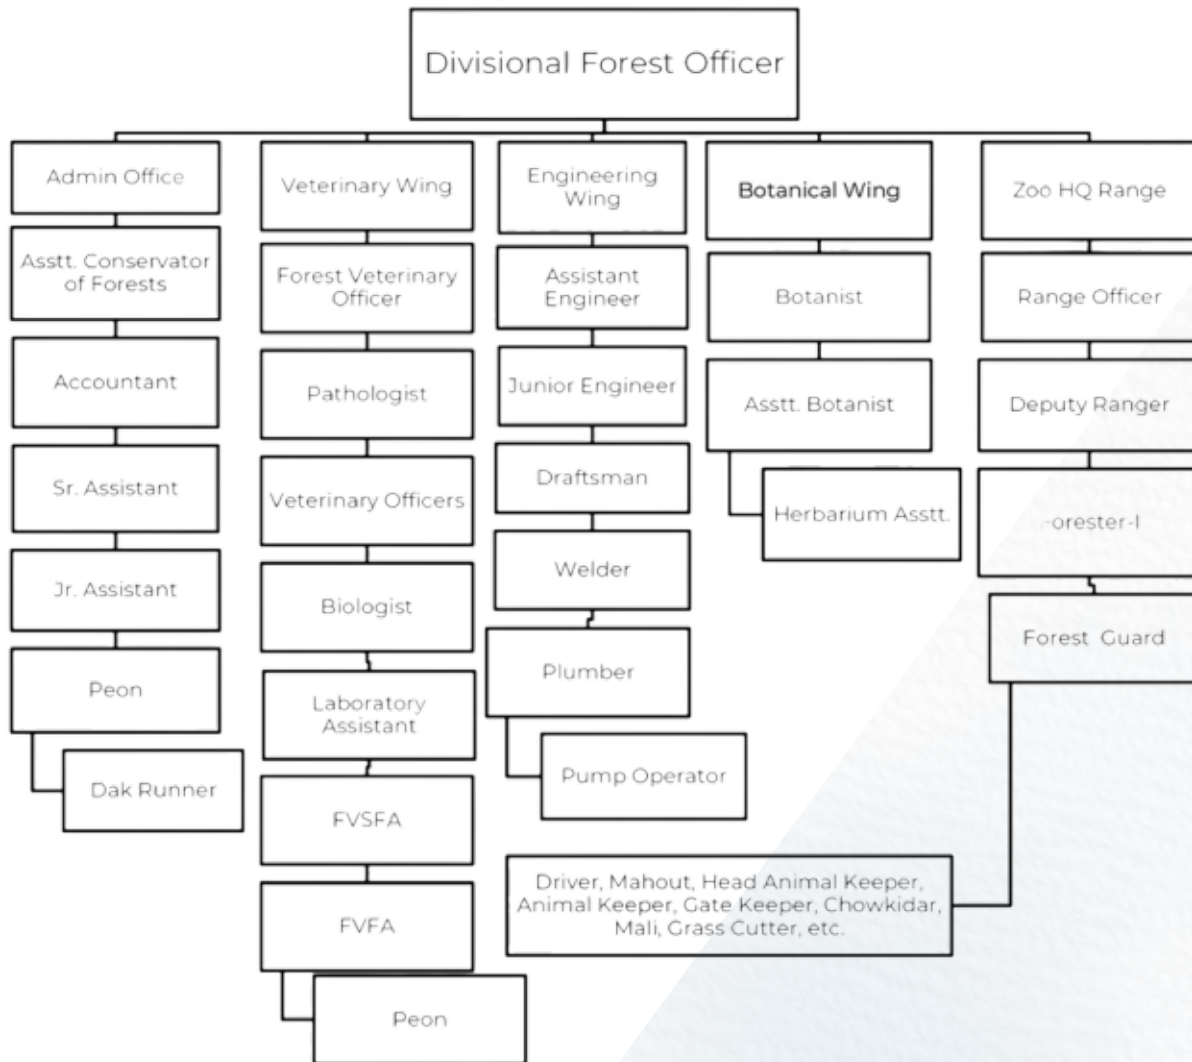 Divisional Forest Officer
Admin Office
Asstt. Conservator
of Forests
Accountant
Sr. Assistant
Jr. Assistant
Peon
Dak Runner
Veterinary Wing
Forest Veterinary
Officer
Pathologist
Veterinary Officers
Biologist
Laboratory
Assistant
FVSFA
FVFA
Peon
Engineering
Wing
Assistant
Engineer
Junior Engineer
Draftsman
Welder
Plumber
Pump Operator
Botanical Wing
Botanist
Asstt. Botanist
Herbarium Asstt.
Zoo HQ Range
Range Officer
Deputy Ranger
-orester-I
Forest Guard
Driver, Mahout, Head Animal Keeper,
Animal Keeper, Gate Keeper, Chowkidar,
Mali, Grass Cutter, etc.